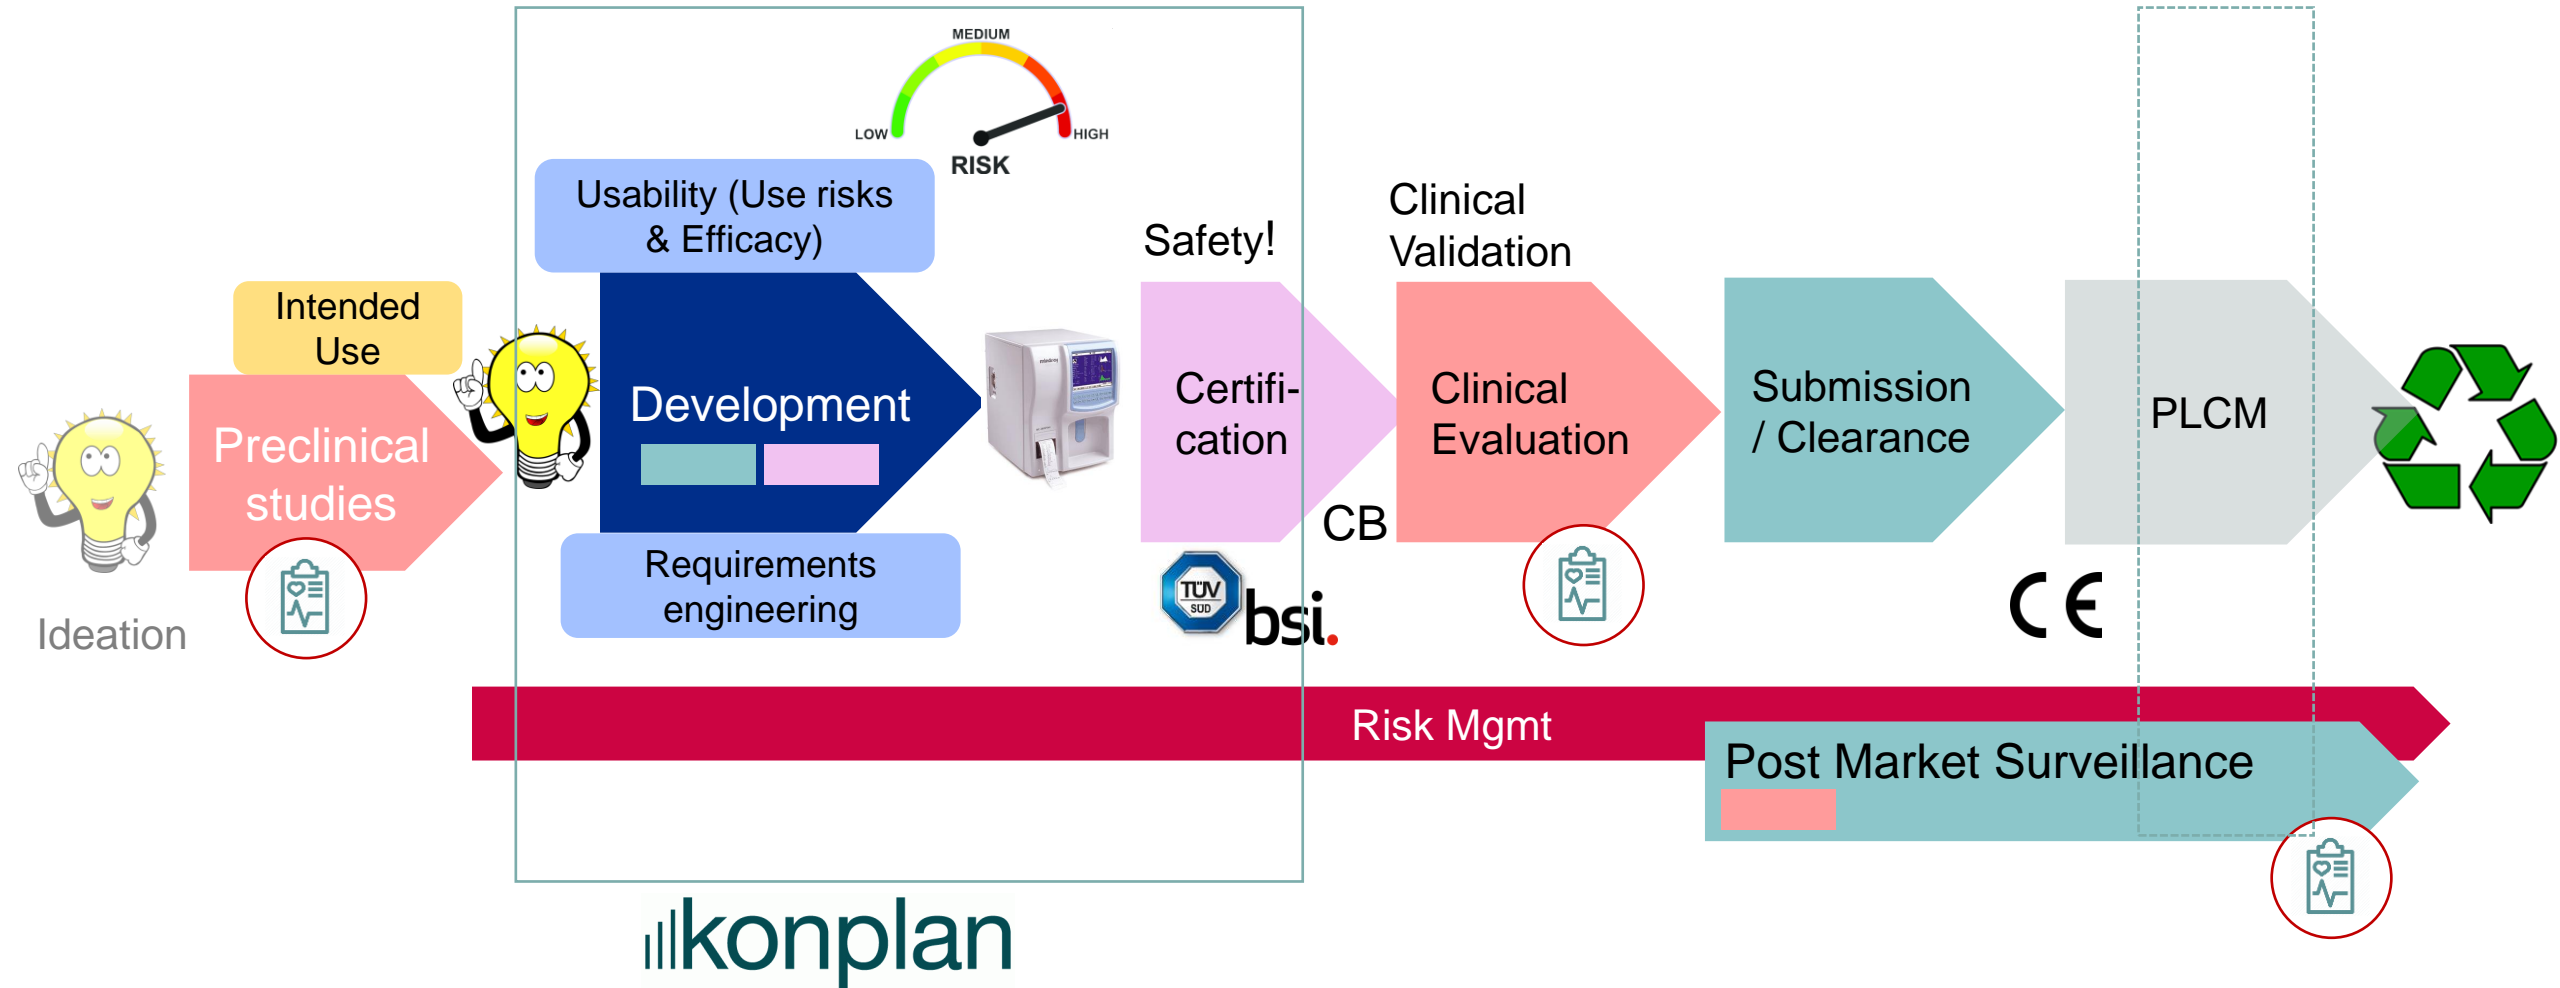 MEDIUM
LOW
HIGH
RISK
Usability (Use risks
& Efficacy)
Safety!
Clinical
Validation
Intended
Use
Preclinical
studies
Development
Certifi-
cation
Clinical
Evaluation
Submission
/ Clearance
PLCM
CB
Requirements
engineering
TÜV
SÜD
bsi.
CE
Ideation
Risk Mgmt
Post Market Surveillance
konplan